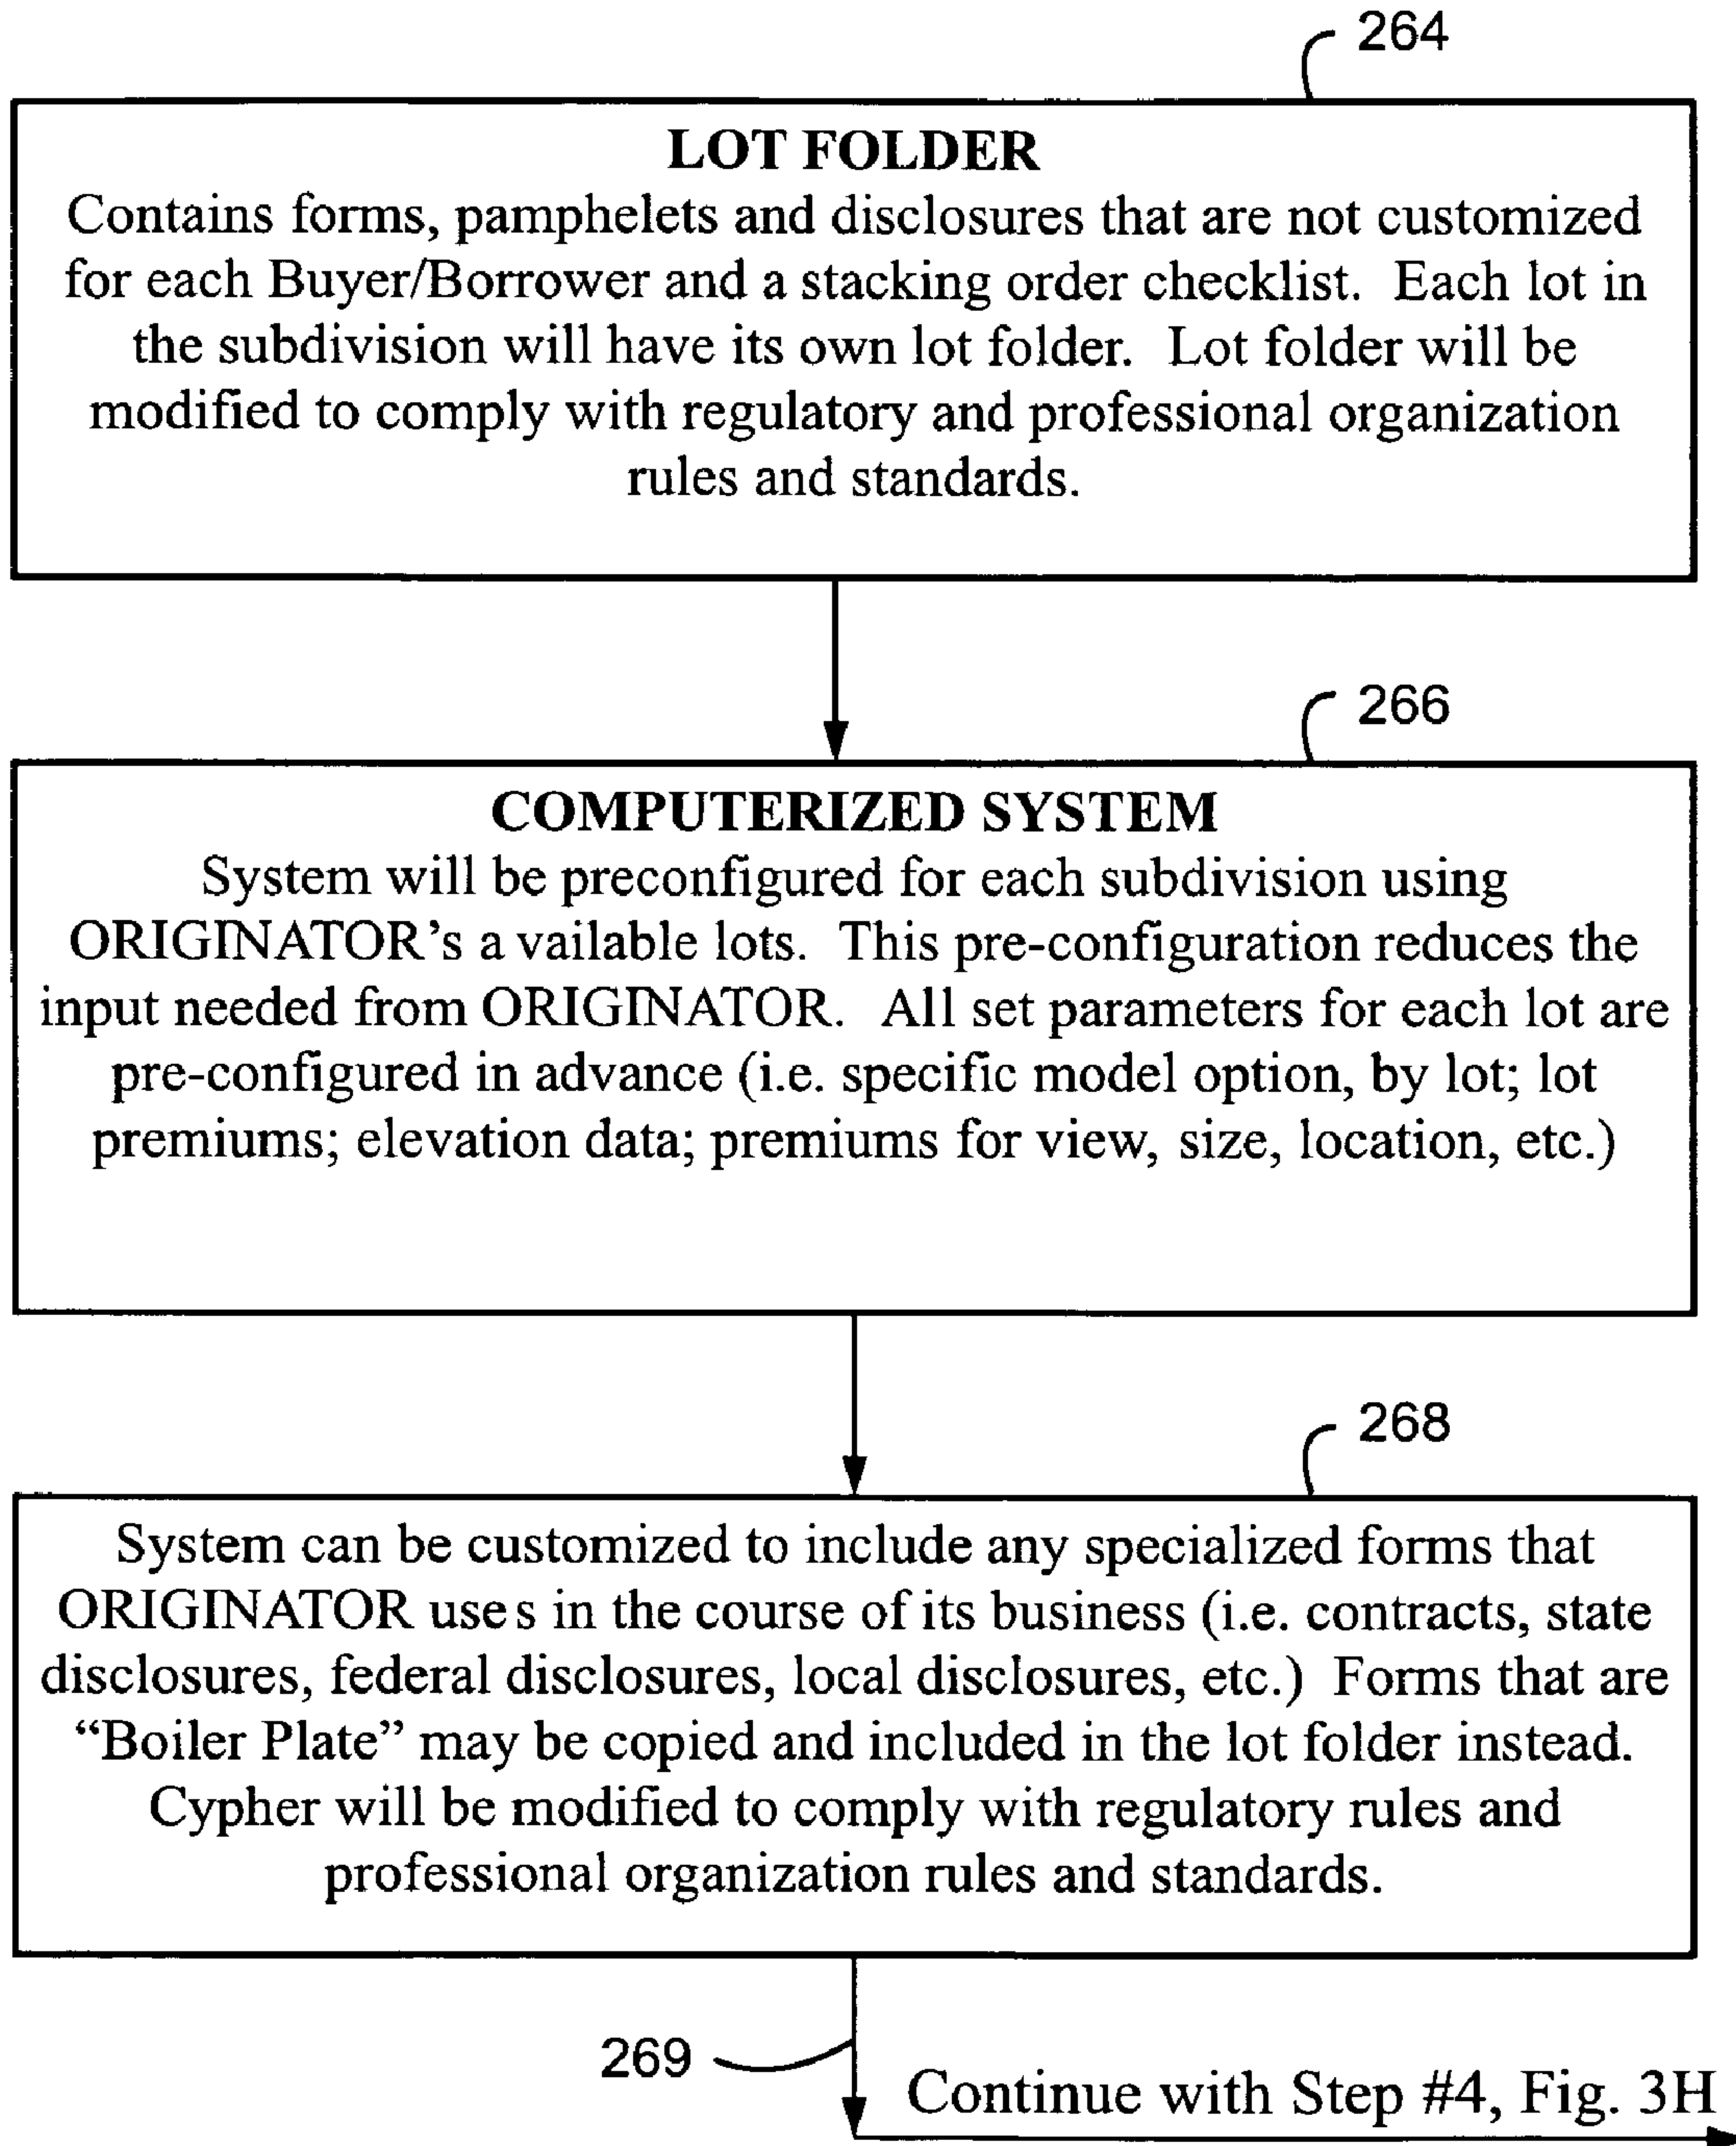 264
LOT FOLDER
Contains forms, pamphelets and disclosures that are not customized
for each Buyer/Borrower and a stacking order checklist.  Each lot in
the subdivision will have its own lot folder.  Lot folder will be
modified to comply with regulatory and professional organization
rules and standards.
266
COMPUTERIZED SYSTEM
System will be preconfigured for each subdivision using
ORIGINATOR’s a vailable lots.  This pre-configuration reduces the
input needed from ORIGINATOR.  All set parameters for each lot are
pre-configured in advance (i.e. specific model option, by lot; lot
premiums; elevation data; premiums for view, size, location, etc.)
268
System can be customized to include any specialized forms that
ORIGINATOR use s in the course of its business (i.e. contracts, state
disclosures, federal disclosures, local disclosures, etc.)  Forms that are
“Boiler Plate” may be copied and included in the lot folder instead.
Cypher will be modified to comply with regulatory rules and
professional organization rules and standards.
269
Continue with Step #4, Fig. 3H